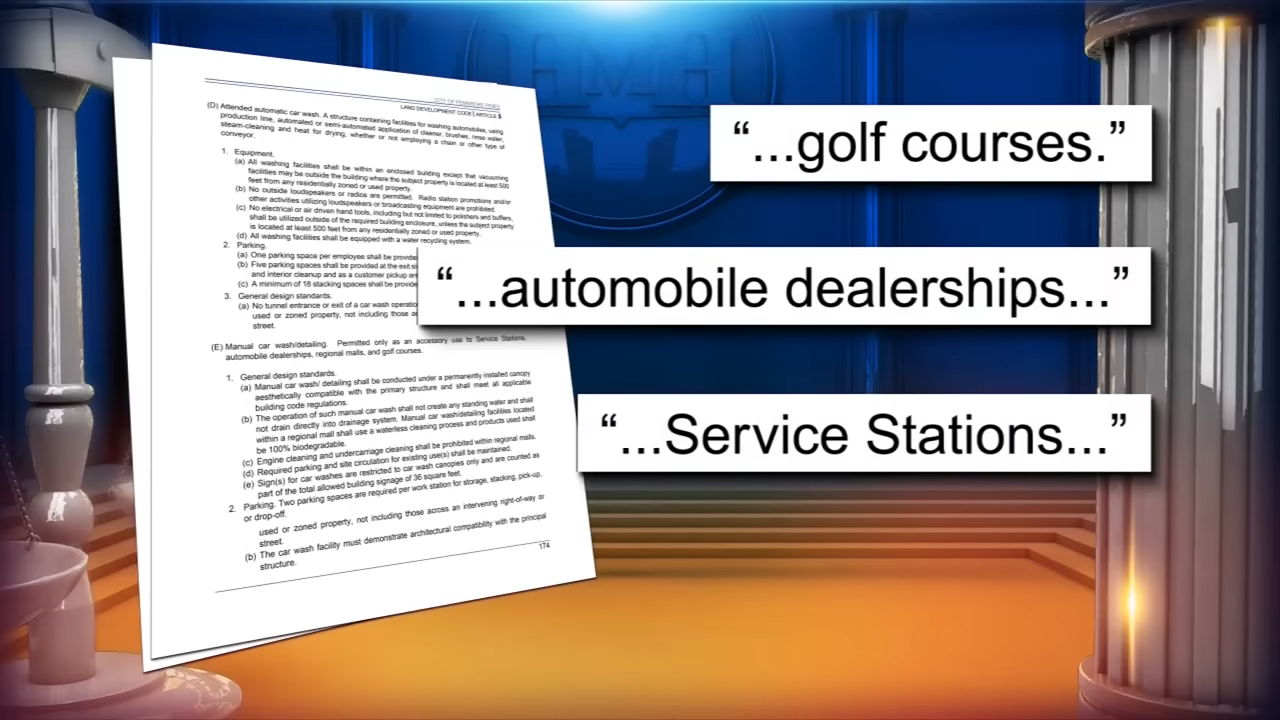 CITY OF PEMBROKE PINES
LAND DEVELOPMENT CODE | ARTICLE 5
(D) Attended automatic car wash. A structure containing facilities for washing automobiles, using
production line, automated or semi-automated application of cleaner, brushes, rinse water,
steam-cleaning and heat for drying, whether or not employing a chain or other type of
conveyor.
1. Equipment.
(a) All washing facilities shall be within an enclosed building except that vacuuming
facilities may be outside the building where the subject property is located at least 500
feet from any residentially zoned or used property.
(b) No outside loudspeakers or radios are permitted. Radio station promotions and/or
other activities utilizing loudspeakers or broadcasting equipment are prohibited.
(c) No electrical or air driven hand tools, including but not limited to polishers and buffers,
shall be utilized outside of the required building enclosure, unless the subject property
is located at least 500 feet from any residentially zoned or used property.
(d) All washing facilities shall be equipped with a water recycling system.
2. Parking.
(a) One parking space per employee shall be provide
(b) Five parking spaces shall be provided at the exit
and interior cleanup and as a customer pickup
(c) A minimum of 18 stacking spaces shall be provide
3. General design standards.
(a) No tunnel entrance or exit of a car wash
used or zoned property, not including those
street.
(E) Manual car wash/detailing. Permitted only as an accessory use to Service Stations,
automobile dealerships, regional malls, and golf courses.
1. General design standards.
(a) Manual car wash/ detailing shall be conducted under a permanently installed canopy
aesthetically compatible with the primary structure and shall meet all applicable
building code regulations.
(b) The operation of such manual car wash shall not create any standing water and shall
not drain directly into drainage system. Manual car wash/detailing facilities located
within a regional mall shall use a waterless cleaning process and products used shall
be 100% biodegradable.
(c) Engine cleaning and undercarriage cleaning shall be prohibited within regional malls.
(d) Required parking and site circulation for existing use(s) shall be maintained.
(e) Sign(s) for car washes are restricted to car wash canopies only and are counted as
part of the total allowed building signage of 36 square feet.
2. Parking. Two parking spaces are required per work station for storage, stacking, pick-up,
or drop-off.
used or zoned property, not including those across an intervening right-of-way or
street.
(b) The car wash facility must demonstrate architectural compatibility with the principal
structure.
174
“...golf courses.”
“...automobile dealerships...”
“...Service Stations...”